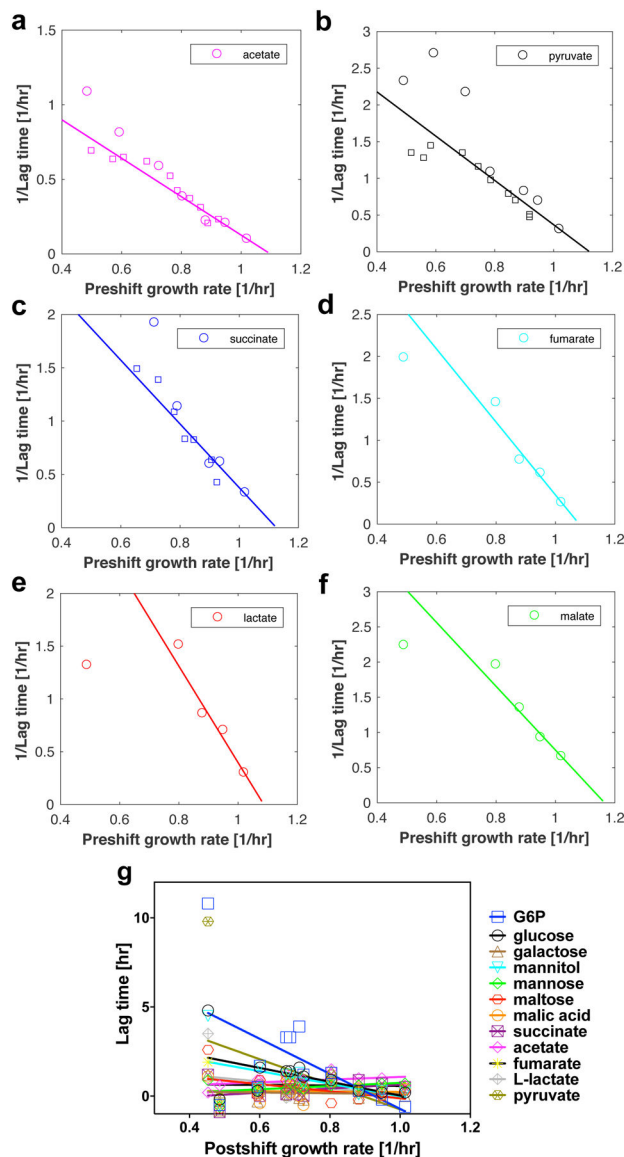 a
acetate
1/Lag time [1/hr]
1.5
1
0.5
0
0.4 0.6 0.8 1 1.2
Preshift growth rate [1/hr]
b
pyruvate
1/Lag time [1/hr]
3
2.5
2
1.5
1
0.5
0
0.4 0.6 0.8 1 1.2
Preshift growth rate [1/hr]
c
succinate
1/Lag time [1/hr]
2
1.5
1
0.5
0
0.4 0.6 0.8 1 1.2
Preshift growth rate [1/hr]
d
fumarate
1/Lag time [1/hr]
2.5
2
1.5
1
0.5
0
0.4 0.6 0.8 1 1.2
Preshift growth rate [1/hr]
e
lactate
1/Lag time [1/hr]
2
1.5
1
0.5
0
0.4 0.6 0.8 1 1.2
Preshift growth rate [1/hr]
f
malate
1/Lag time [1/hr]
3
2.5
2
1.5
1
0.5
0
0.4 0.6 0.8 1 1.2
Preshift growth rate [1/hr]
g
Lag time [hr]
10
5
0
0.4 0.6 0.8 1
Postshift growth rate [1/hr]
G6P
glucose
galactose
mannitol
mannose
maltose
malic acid
succinate
acetate
fumarate
L-lactate
pyruvate